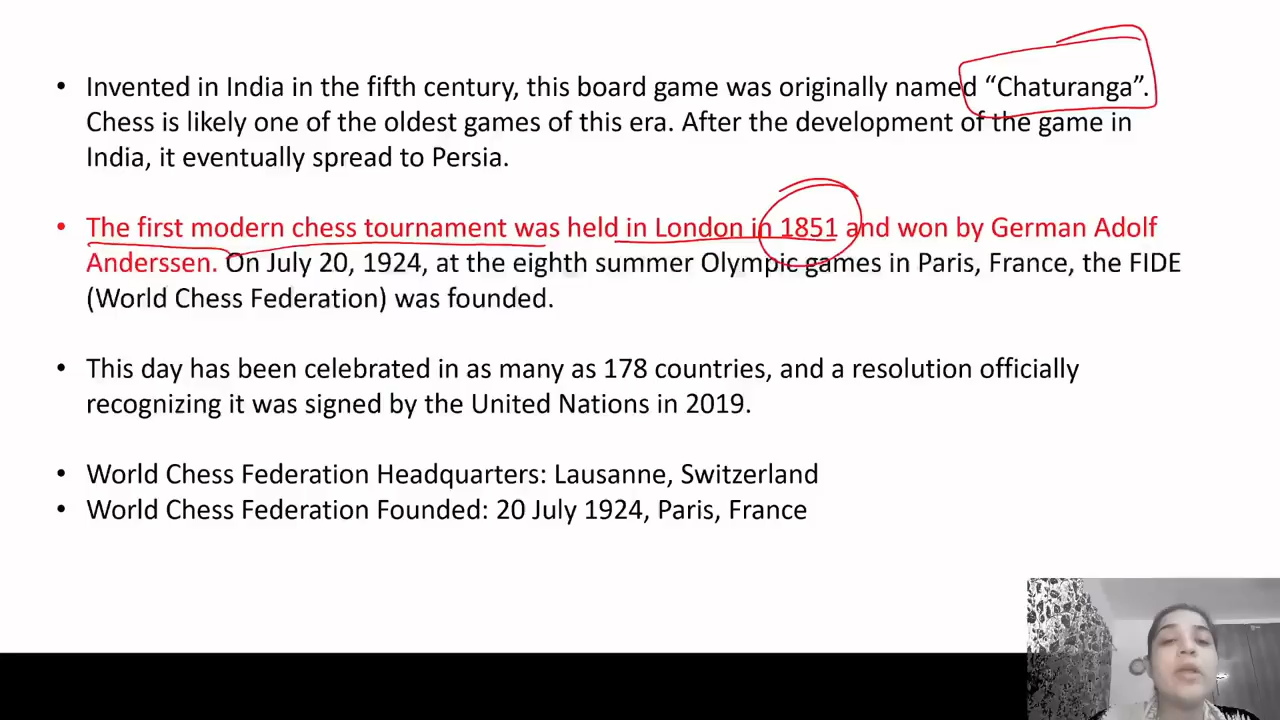 • Invented in India in the fifth century, this board game was originally named “Chaturanga”.
Chess is likely one of the oldest games of this era. After the development of the game in
India, it eventually spread to Persia.
• The first modern chess tournament was held in London in 1851 and won by German Adolf
Anderssen. On July 20, 1924, at the eighth summer Olympic games in Paris, France, the FIDE
(World Chess Federation) was founded.
• This day has been celebrated in as many as 178 countries, and a resolution officially
recognizing it was signed by the United Nations in 2019.
• World Chess Federation Headquarters: Lausanne, Switzerland
• World Chess Federation Founded: 20 July 1924, Paris, France